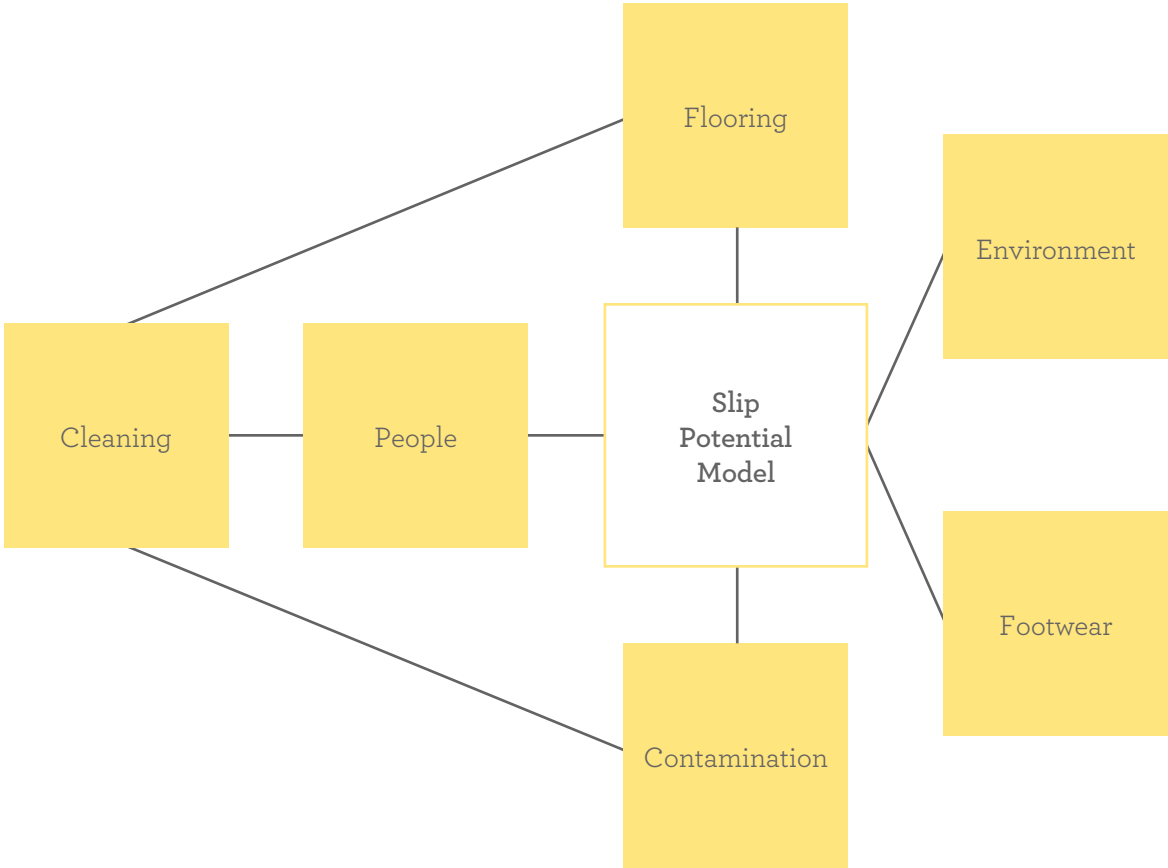 Flooring
Environment
Cleaning
People
Slip
Potential
Model
Footwear
Contamination